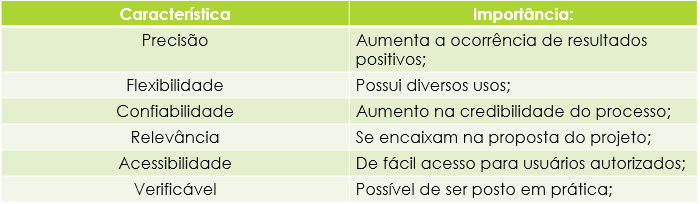 Característica Importância:
Precisão Aumenta a ocorrência de resultados
positivos;
Flexibilidade Possui diversos usos;
Confiabilidade Aumento na credibilidade do processo;
Relevância Se encaixam na proposta do projeto;
Acessibilidade De fácil acesso para usuários autorizados;
Verificável Possível de ser posto em prática;